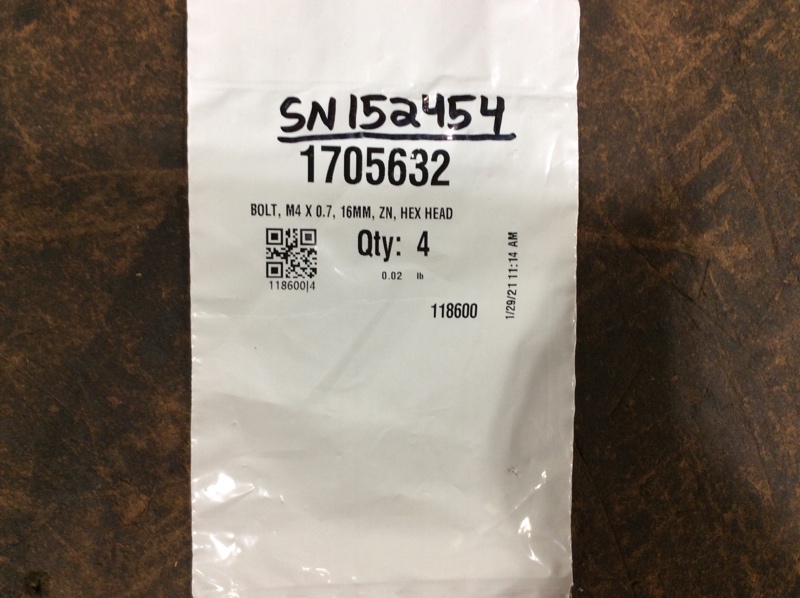 SN152454
1705632
BOLT, M4 X 0.7, 16MM, ZN, HEX HEAD
Qty: 4
0.02 lb
118600|4
118600
1/29/21 11:14 AM